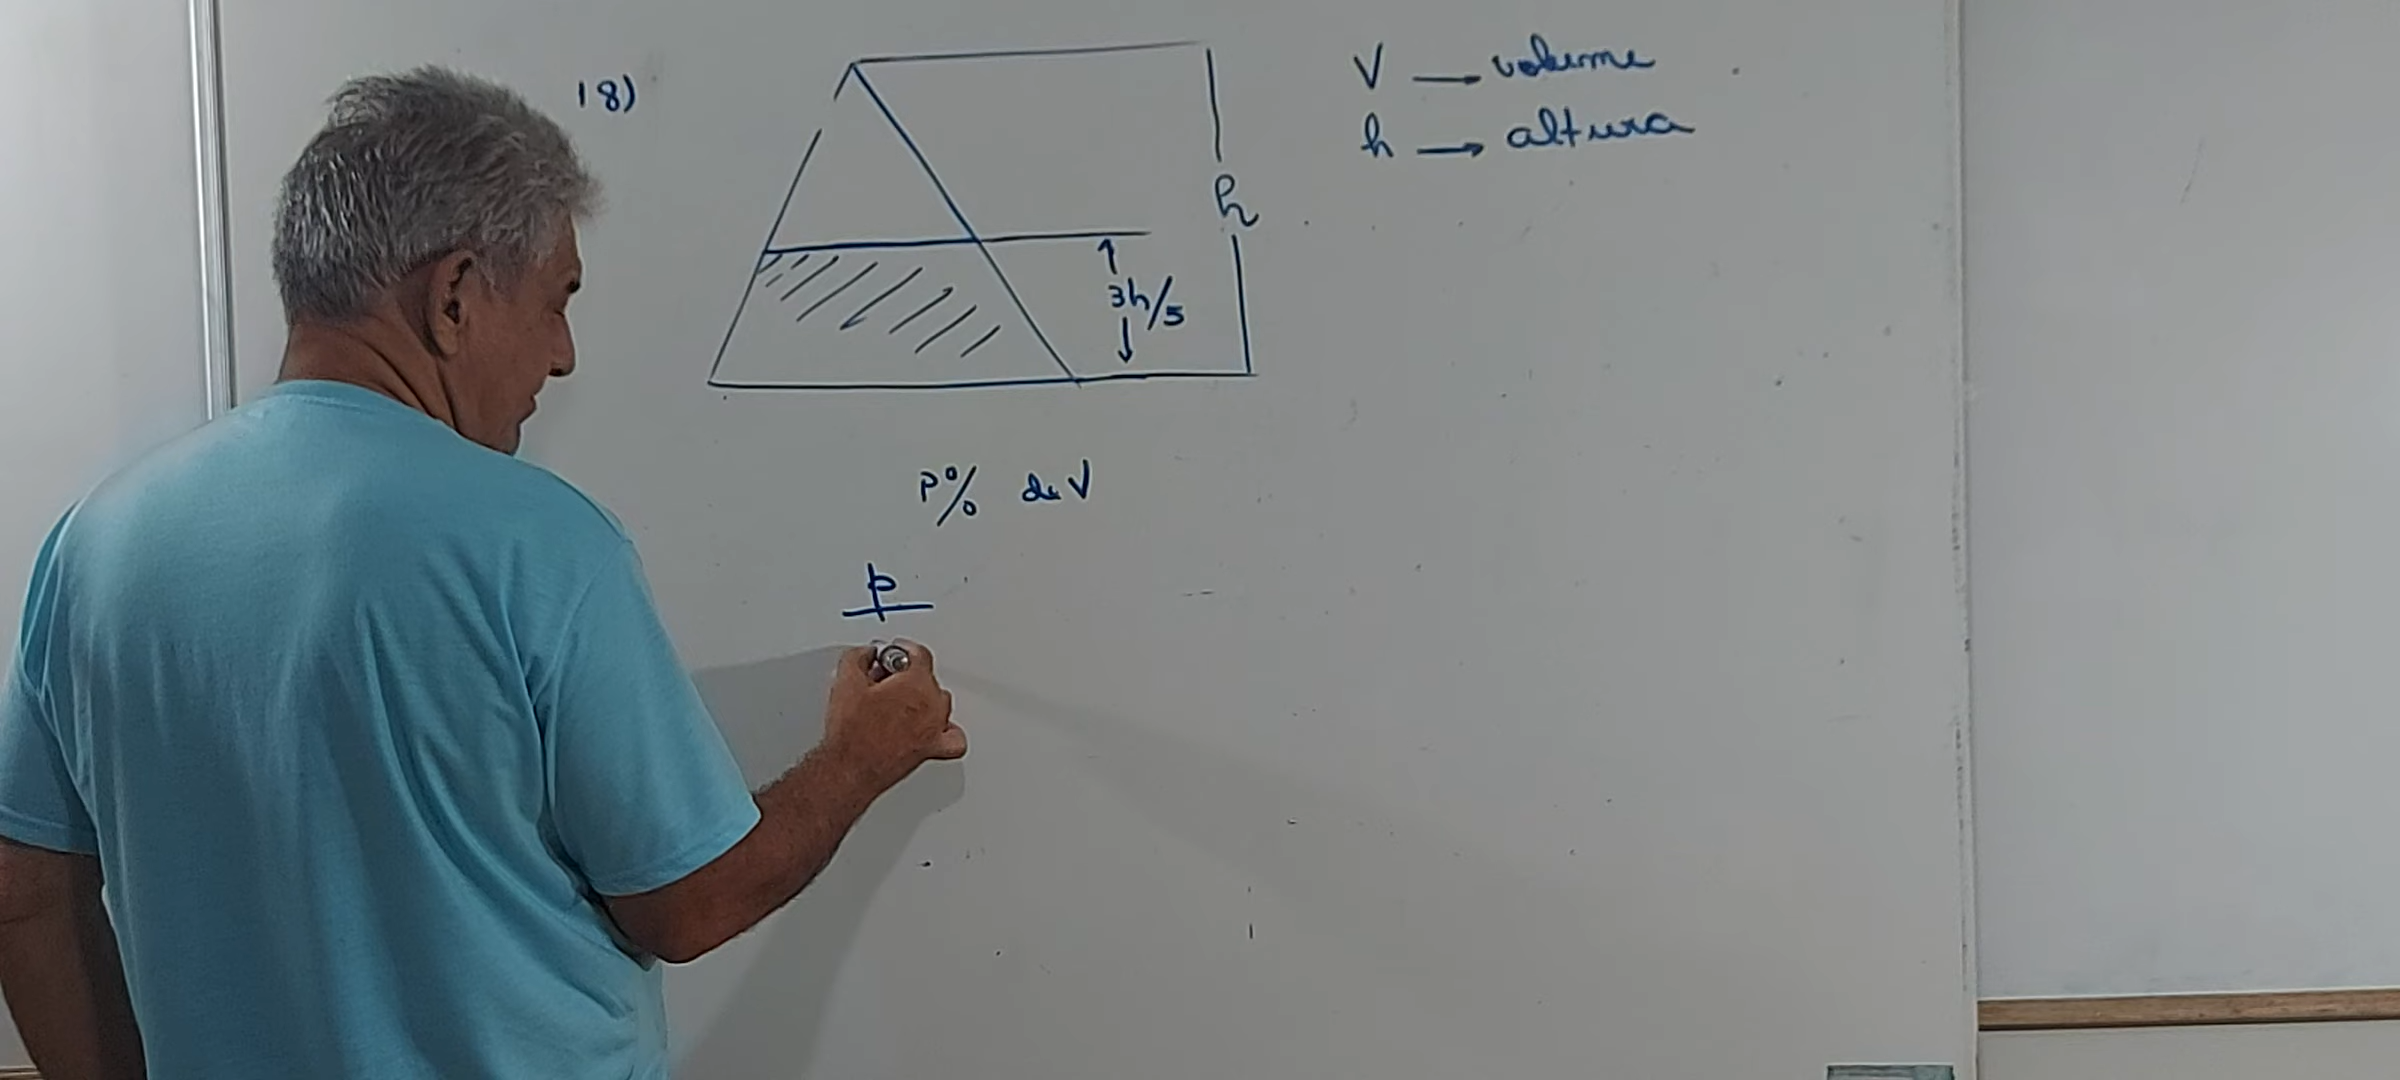 18)
V → volume
h → altura
h
3h/5
P% de V
p